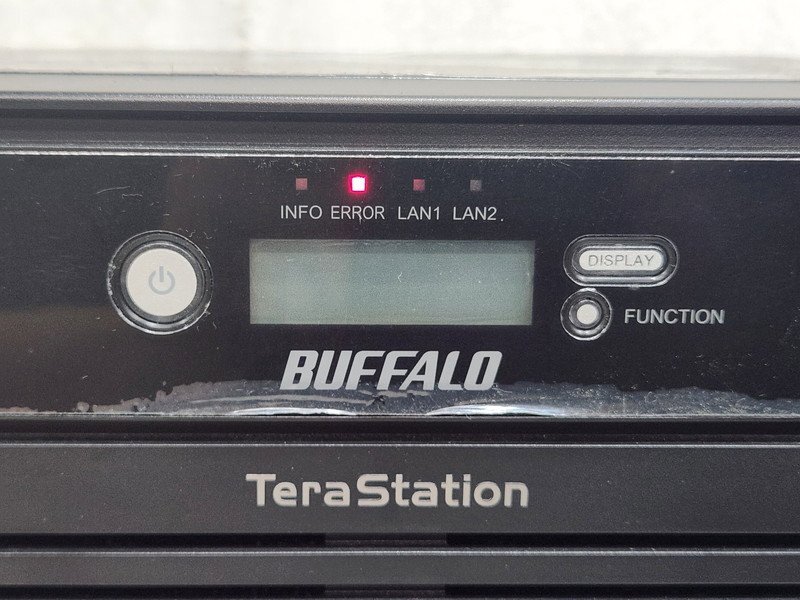 INFO ERROR LAN1 LAN2
DISPLAY
FUNCTION
BUFFALO
TeraStation